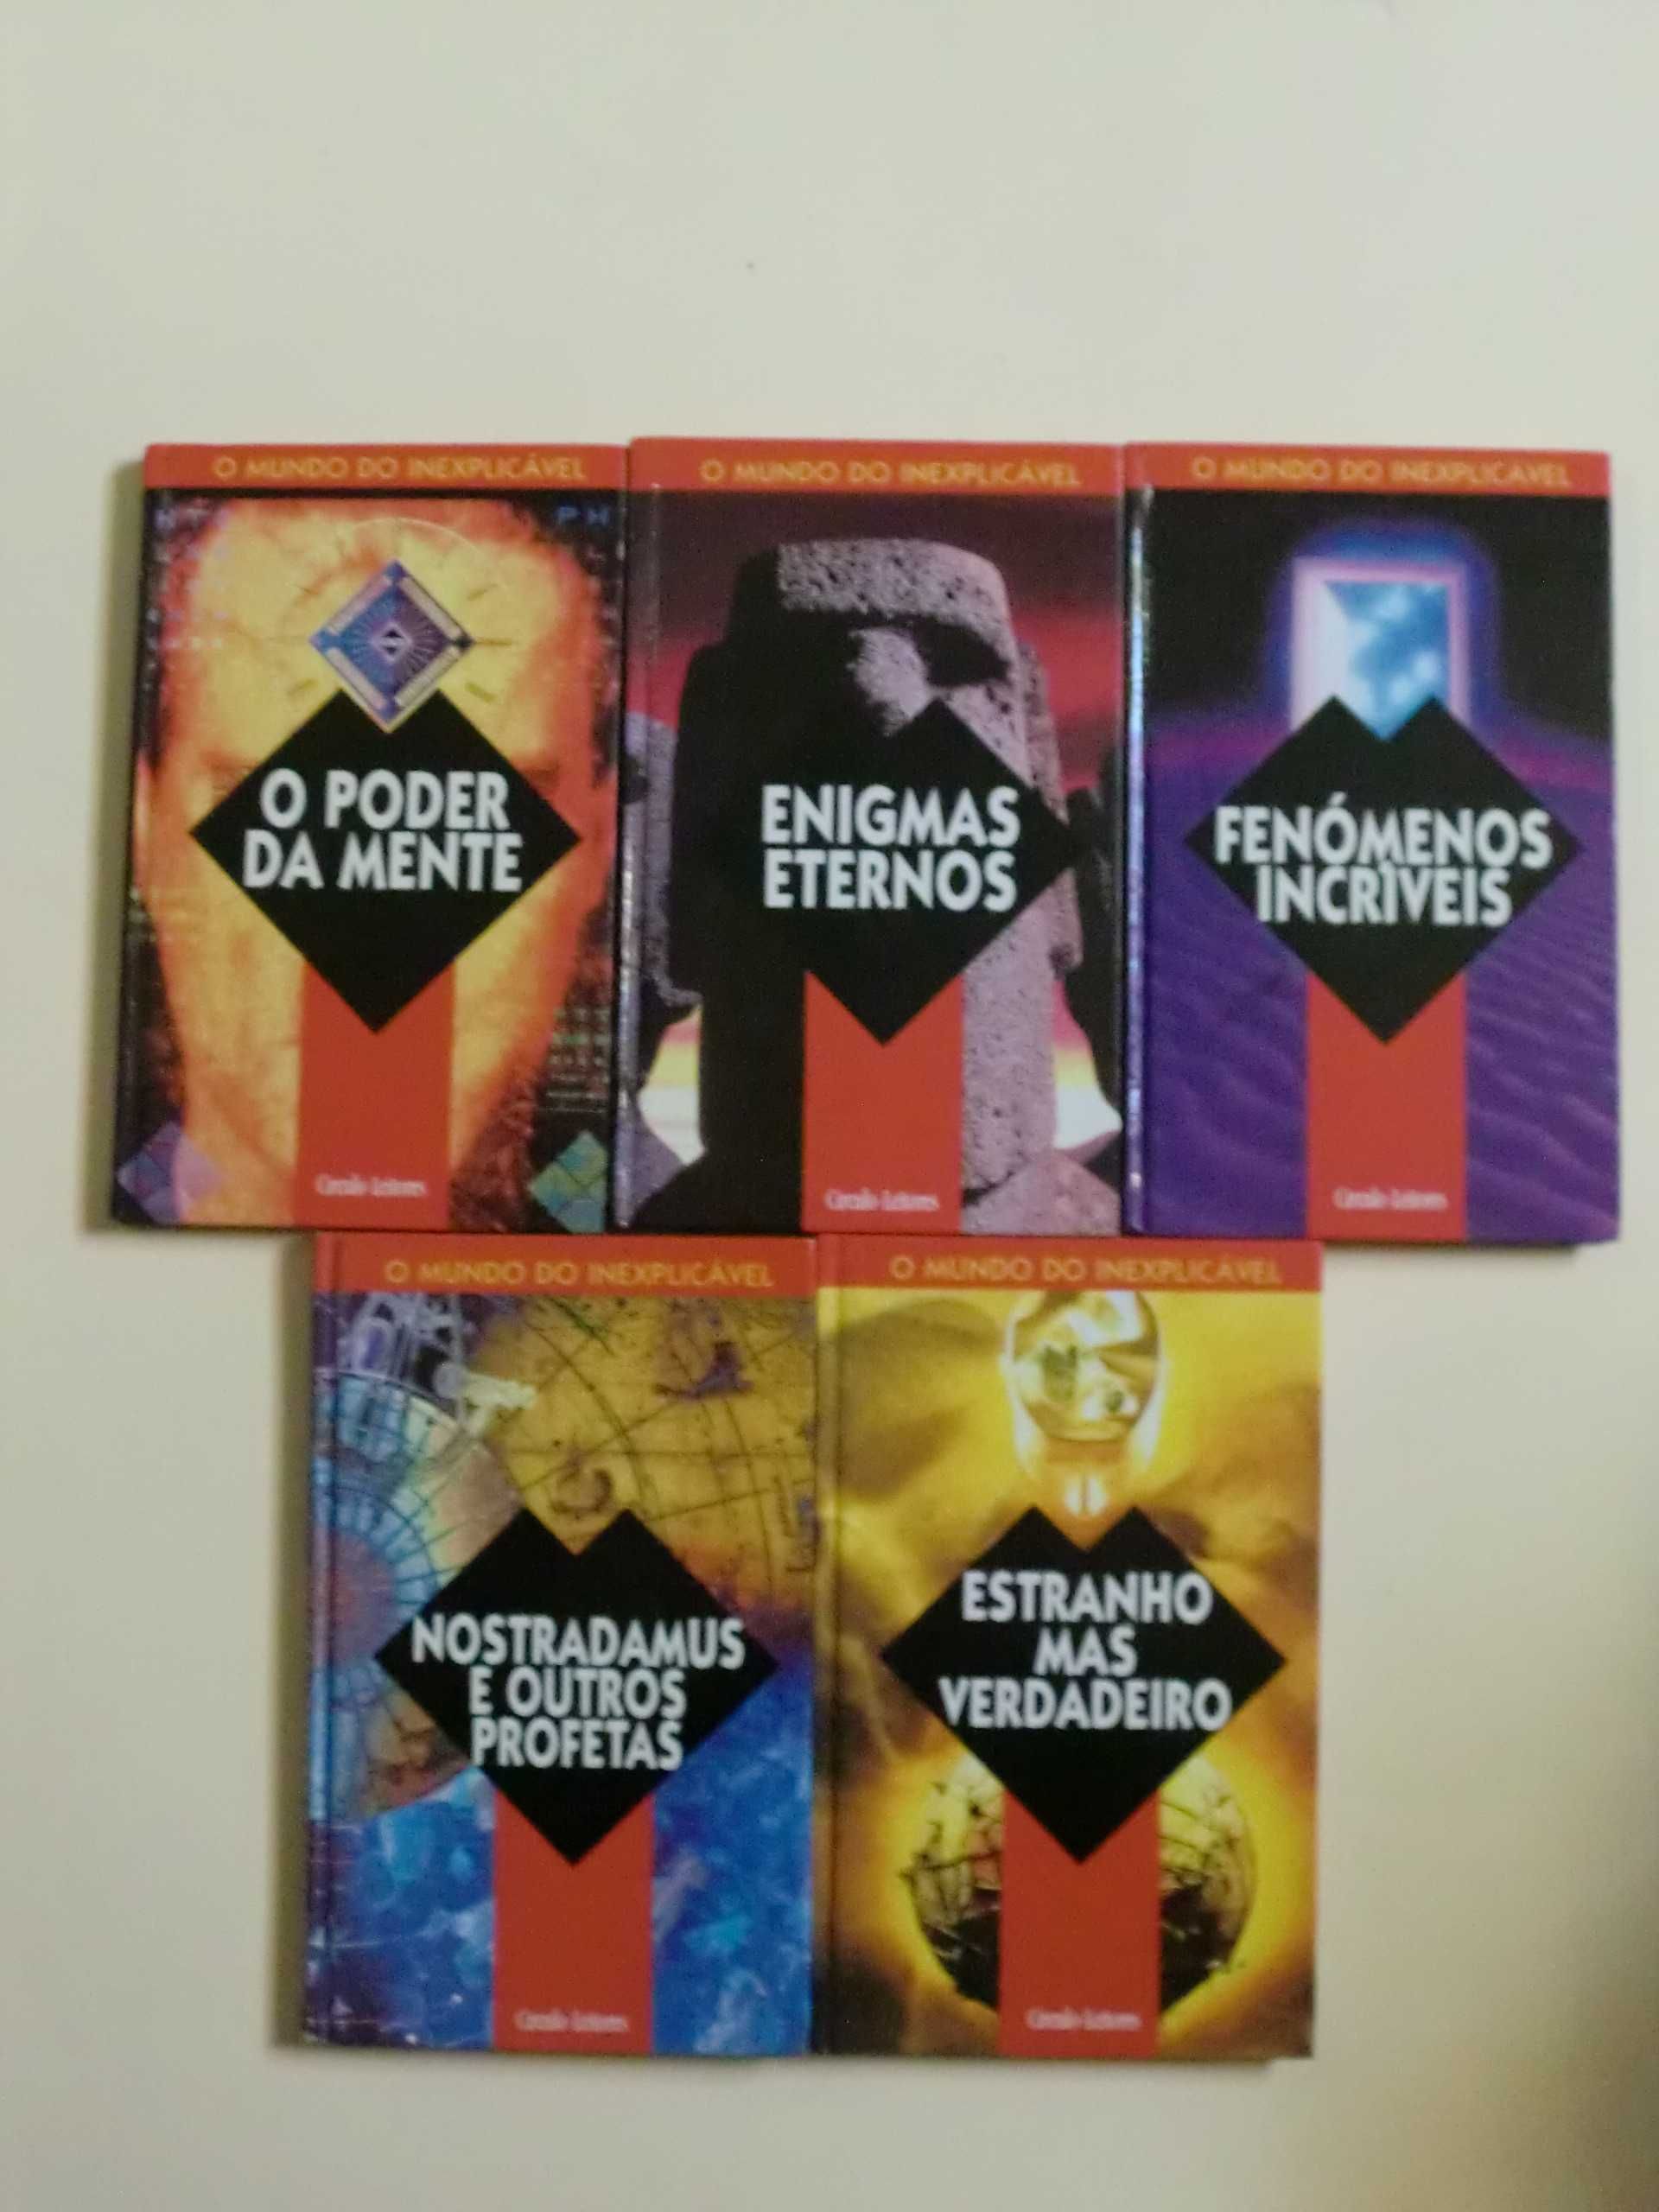 O MUNDO DO INEXPLICÁVEL
PH
O PODER
DA MENTE
Círculo Leitores
O MUNDO DO INEXPLICÁVEL
ENIGMAS
ETERNOS
Círculo Leitores
O MUNDO DO INEXPLICÁVEL
FENÓMENOS
INCRÍVEIS
Círculo Leitores
O MUNDO DO INEXPLICÁVEL
NOSTRADAMUS
E OUTROS
PROFETAS
Círculo Leitores
O MUNDO DO INEXPLICÁVEL
ESTRANHO
MAS
VERDADEIRO
Círculo Leitores